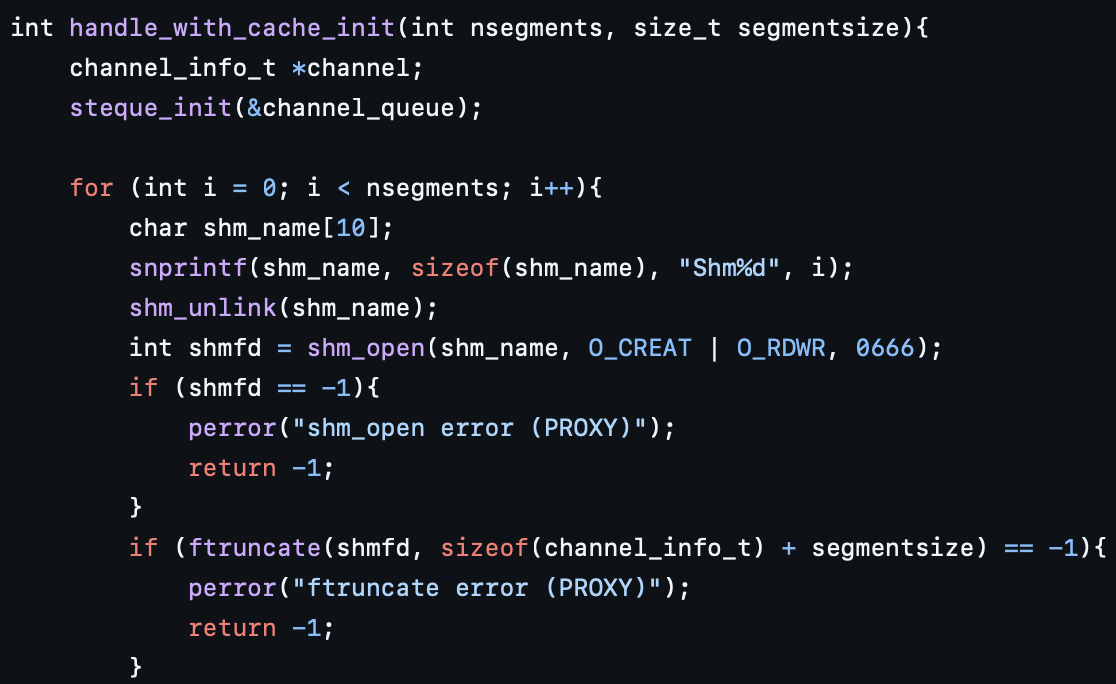 int handle_with_cache_init(int nsegments, size_t segmentsize){
    channel_info_t *channel;
    steque_init(&channel_queue);

    for (int i = 0; i < nsegments; i++){
        char shm_name[10];
        snprintf(shm_name, sizeof(shm_name), "Shm%d", i);
        shm_unlink(shm_name);
        int shmfd = shm_open(shm_name, O_CREAT | O_RDWR, 0666);
        if (shmfd == -1){
            perror("shm_open error (PROXY)");
            return -1;
        }
        if (ftruncate(shmfd, sizeof(channel_info_t) + segmentsize) == -1){
            perror("ftruncate error (PROXY)");
            return -1;
        }